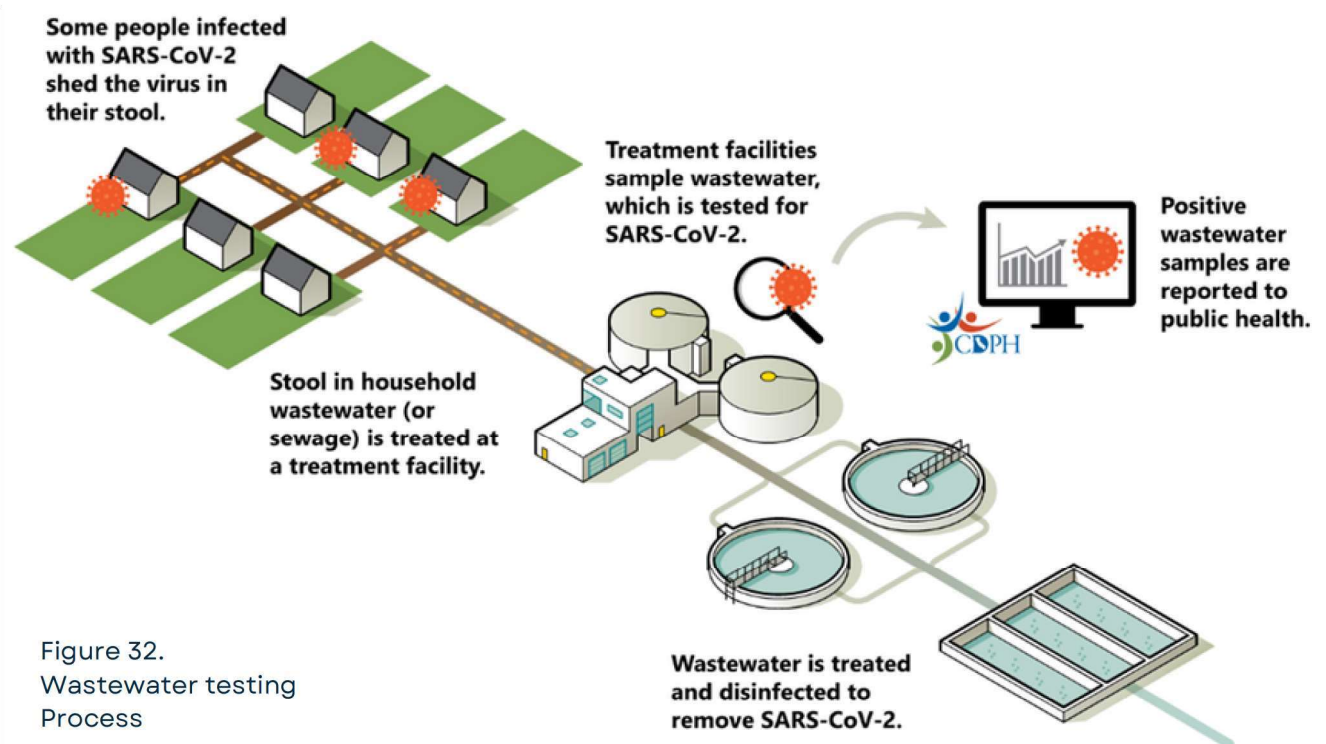 Some people infected
with SARS-CoV-2
shed the virus in
their stool.
Treatment facilities
sample wastewater,
which is tested for
SARS-CoV-2.
Positive
wastewater
samples are
reported to
public health.
CDPH
Stool in household
wastewater (or
sewage) is treated at
a treatment facility.
Wastewater is treated
and disinfected to
remove SARS-CoV-2.
Figure 32.
Wastewater testing
Process